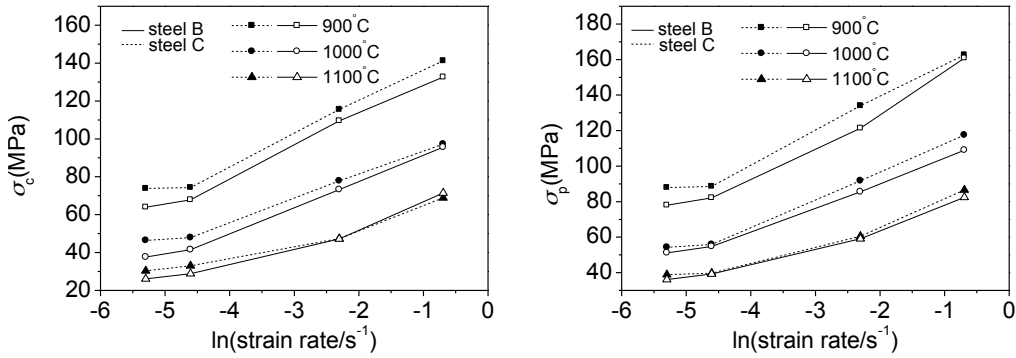 160
140
120
100
80
60
40
20
σc(MPa)
steel B
steel C
900°C
1000°C
1100°C
-6 -5 -4 -3 -2 -1 0
ln(strain rate/s-1)
180
160
140
120
100
80
60
40
σp(MPa)
steel B
steel C
900°C
1000°C
1100°C
-6 -5 -4 -3 -2 -1 0
ln(strain rate/s-1)